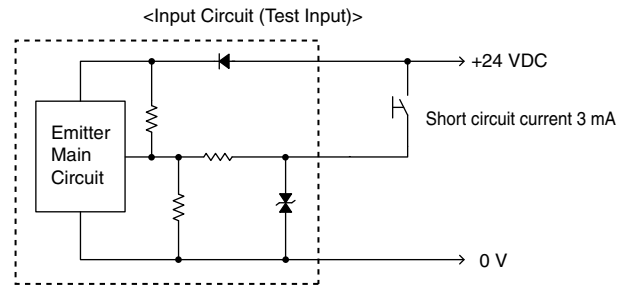 <Input Circuit (Test Input)>
+24 VDC
Emitter
Main
Circuit
Short circuit current 3 mA
0 V